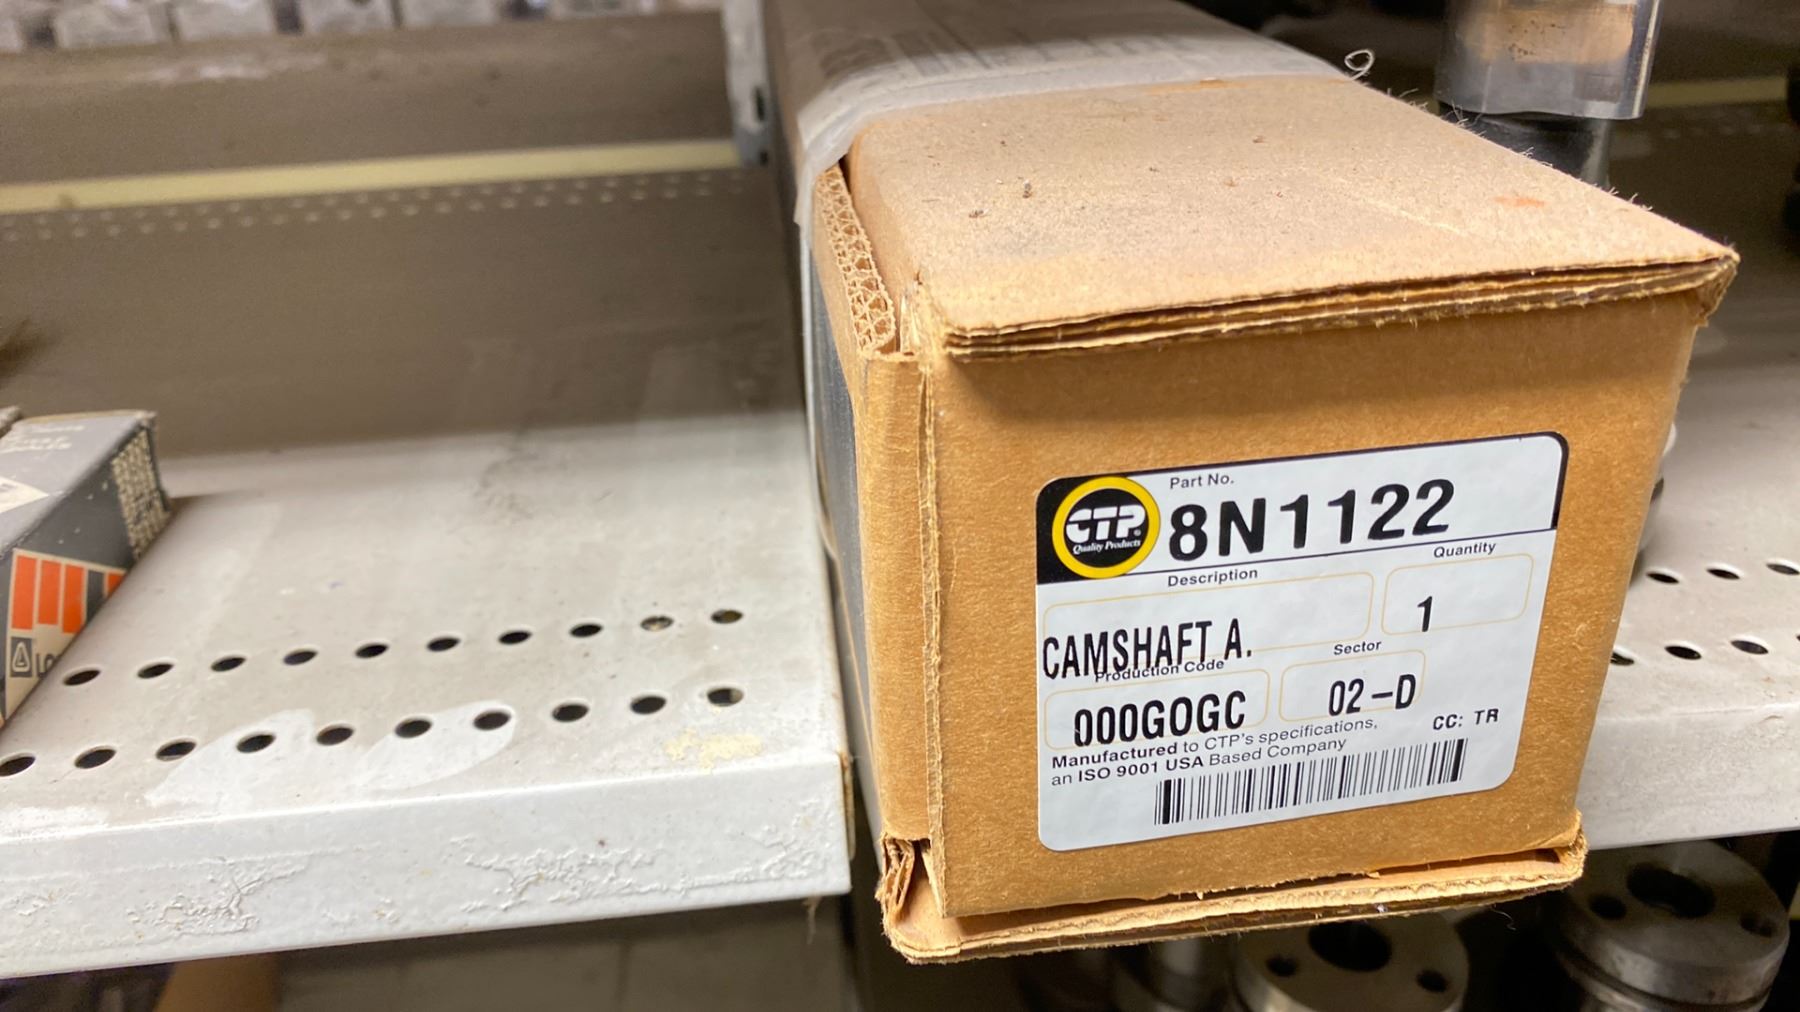 Part No.
CTP®
Quality Products
8N1122
Description
Quantity
CAMSHAFT A.
1
Production Code
Sector
000GOGC
02-D
Manufactured to CTP's specifications,
an ISO 9001 USA Based Company
CC: TR